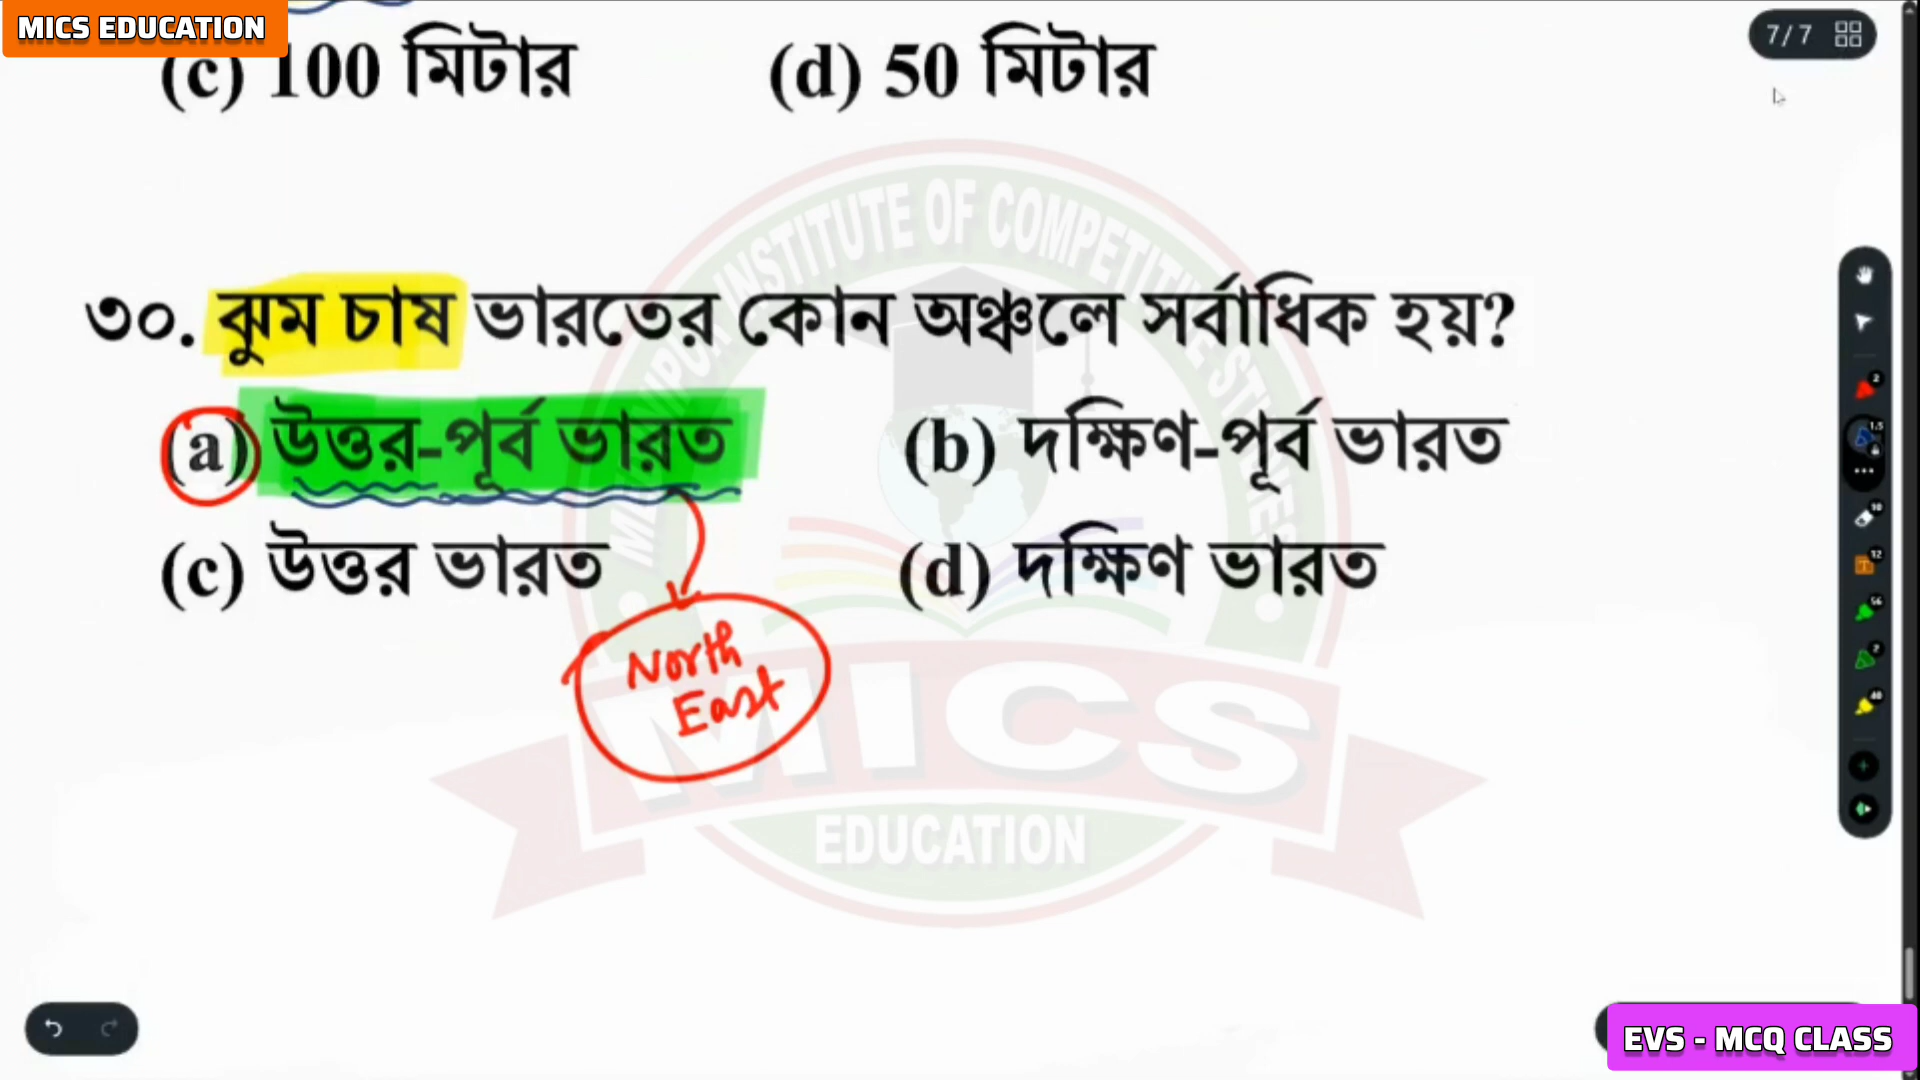 MICS EDUCATION
7/7
(c) 100 মিটার (d) 50 মিটার
৩০. ঝুম চাষ ভারতের কোন অঞ্চলে সর্বাধিক হয়?
(a) উত্তর-পূর্ব ভারত (b) দক্ষিণ-পূর্ব ভারত
(c) উত্তর ভারত (d) দক্ষিণ ভারত
North
East
MICS
EDUCATION
EVS - MCQ CLASS